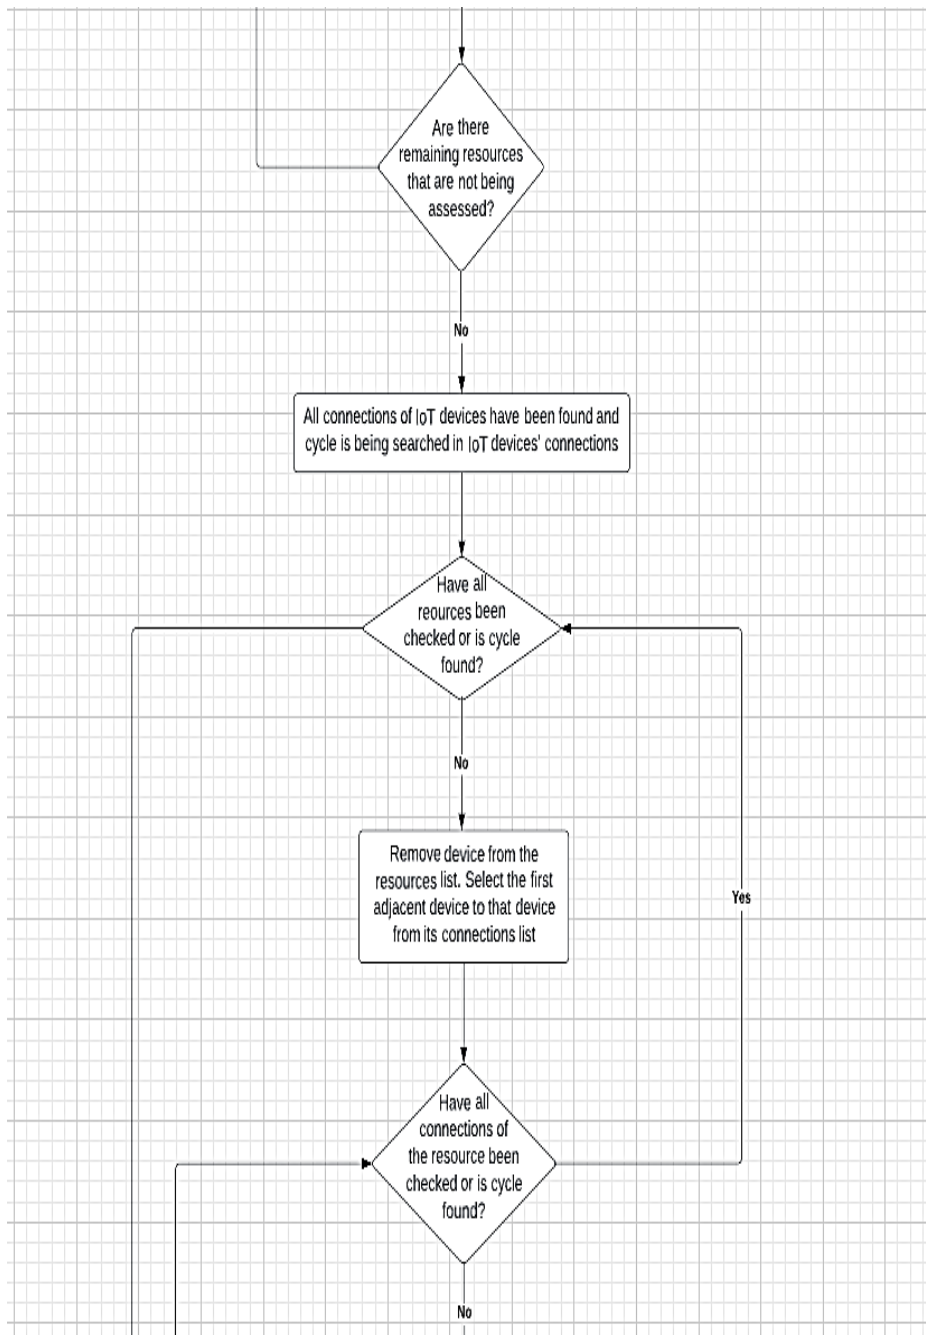 Are there
remaining resources
that are not being
assessed?
No
All connections of IoT devices have been found and
cycle is being searched in IoT devices' connections
Have all
reources been
checked or is cycle
found?
No
Remove device from the
resources list. Select the first
adjacent device to that device
from its connections list
Yes
Have all
connections of
the resource been
checked or is cycle
found?
No